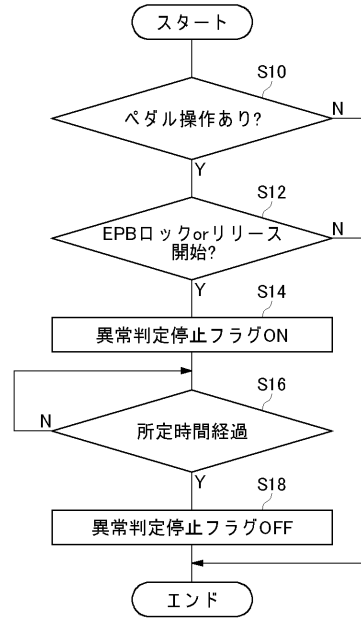 スタート
S10
ペダル操作あり?
N
Y
S12
EPBロックorリリース
開始?
N
Y
S14
異常判定停止フラグON
S16
N
所定時間経過
Y
S18
異常判定停止フラグOFF
エンド